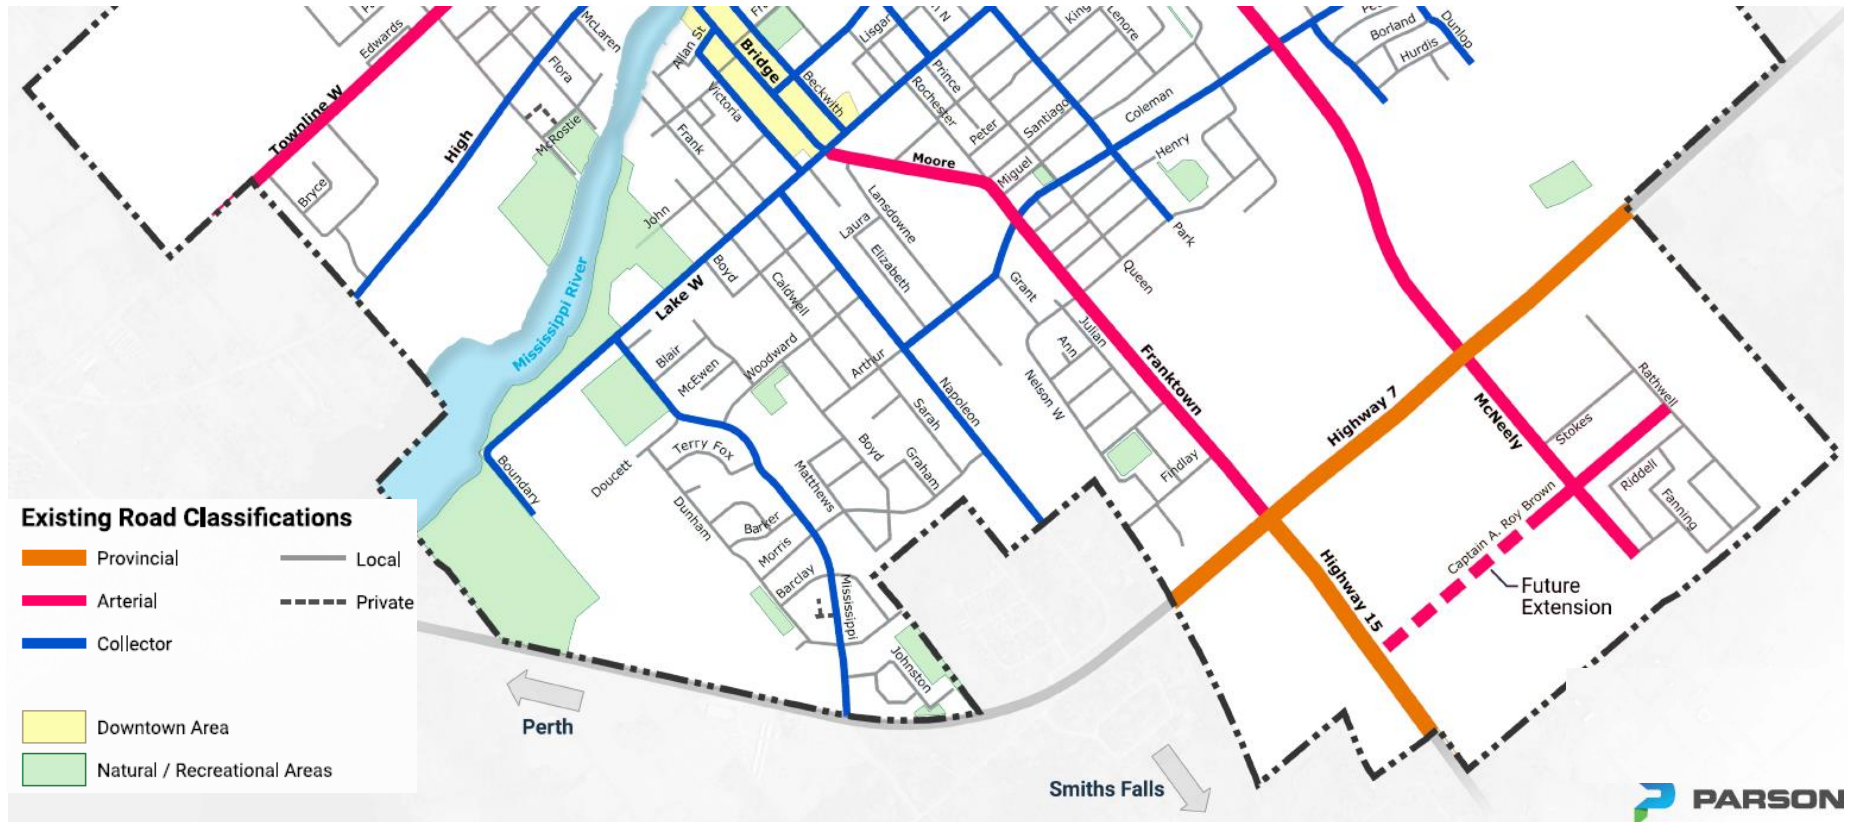 McLaren
Edwards
Townline W
High
Flora
McRostie
Bryce
Allan St
Bridge
Beckwith
Victoria
Frank
John
Lisgar
Prince
Rochester
Peter
King
Lenore
Santiago
Coleman
Henry
Miguel
Moore
Borland
Hurdis
Dunlop
Park
Queen
Lansdowne
Laura
Elizabeth
Grant
Julian
Ann
Nelson W
Franktown
Findlay
Boyd
Caldwell
Lake W
Mississippi River
Blair
McEwen
Woodward
Arthur
Napoleon
Sarah
Boyd
Graham
Matthews
Terry Fox
Doucett
Boundary
Dunham
Barker
Morris
Barclay
Mississippi
Johnston
Highway 7
McNeely
Rathwell
Stokes
Riddell
Fanning
Captain A. Roy Brown
Highway 15
Future
Extension
Existing Road Classifications
Provincial
Local
Arterial
Private
Collector
Downtown Area
Natural / Recreational Areas
Perth
Smiths Falls
PARSON